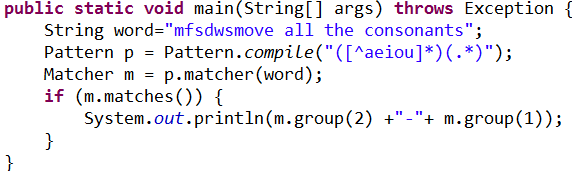 public static void main(String[] args) throws Exception {
    String word="mfsdwsmove all the consonants";
    Pattern p = Pattern.compile("([^aeiou]*)(.*)");
    Matcher m = p.matcher(word);
    if (m.matches()) {
        System.out.println(m.group(2) +"-"+ m.group(1));
    }
}